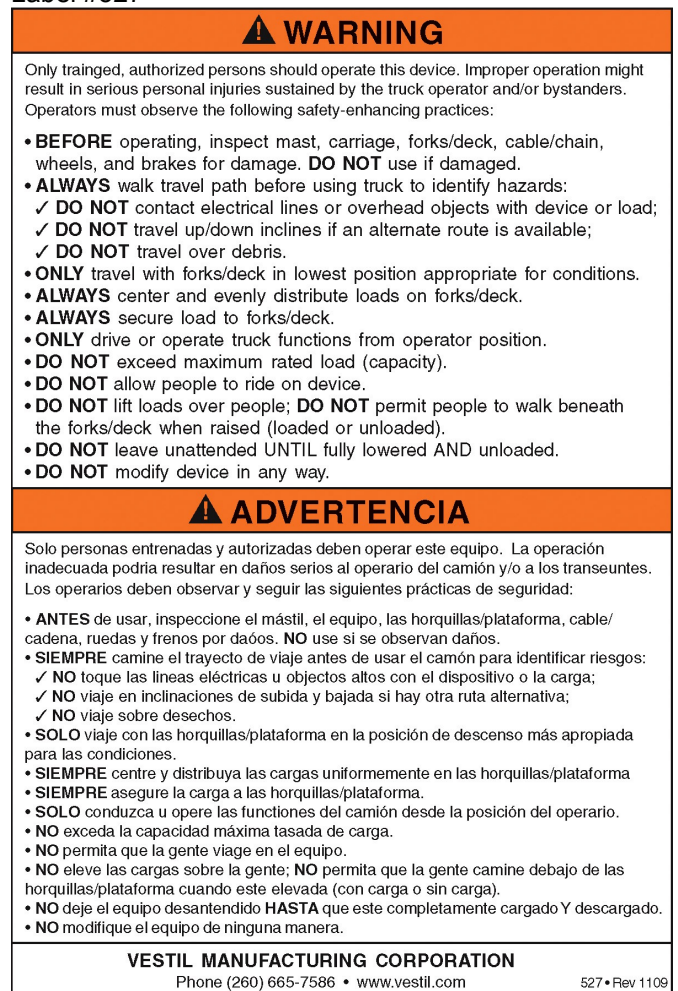 WARNING
Only trainged, authorized persons should operate this device. Improper operation might
result in serious personal injuries sustained by the truck operator and/or bystanders.
Operators must observe the following safety-enhancing practices:
• BEFORE operating, inspect mast, carriage, forks/deck, cable/chain,
wheels, and brakes for damage. DO NOT use if damaged.
• ALWAYS walk travel path before using truck to identify hazards:
✓ DO NOT contact electrical lines or overhead objects with device or load;
✓ DO NOT travel up/down inclines if an alternate route is available;
✓ DO NOT travel over debris.
• ONLY travel with forks/deck in lowest position appropriate for conditions.
• ALWAYS center and evenly distribute loads on forks/deck.
• ALWAYS secure load to forks/deck.
• ONLY drive or operate truck functions from operator position.
• DO NOT exceed maximum rated load (capacity).
• DO NOT allow people to ride on device.
• DO NOT lift loads over people; DO NOT permit people to walk beneath
the forks/deck when raised (loaded or unloaded).
• DO NOT leave unattended UNTIL fully lowered AND unloaded.
• DO NOT modify device in any way.
ADVERTENCIA
Solo personas entrenadas y autorizadas deben operar este equipo. La operación
inadecuada podria resultar en daños serios al operario del camión y/o a los transeuntes.
Los operarios deben observar y seguir las siguientes prácticas de seguridad:
• ANTES de usar, inspeccione el mástil, el equipo, las horquillas/plataforma, cable/
cadena, ruedas y frenos por daóos. NO use si se observan daños.
• SIEMPRE camine el trayecto de viaje antes de usar el camón para identificar riesgos:
✓ NO toque las lineas eléctricas u objectos altos con el dispositivo o la carga;
✓ NO viaje en inclinaciones de subida y bajada si hay otra ruta alternativa;
✓ NO viaje sobre desechos.
• SOLO viaje con las horquillas/plataforma en la posición de descenso más apropiada
para las condiciones.
• SIEMPRE centre y distribuya las cargas uniformemente en las horquillas/plataforma
• SIEMPRE asegure la carga a las horquillas/plataforma.
• SOLO conduzca u opere las functiones del camión desde la posición del operario.
• NO exceda la capacidad máxima tasada de carga.
• NO permita que la gente viage en el equipo.
• NO eleve las cargas sobre la gente; NO permita que la gente camine debajo de las
horquillas/plataforma cuando este elevada (con carga o sin carga).
• NO deje el equipo desantendido HASTA que este completamente cargado Y descargado.
• NO modifique el equipo de ninguna manera.
VESTIL MANUFACTURING CORPORATION
Phone (260) 665-7586 • www.vestil.com
527 • Rev 1109